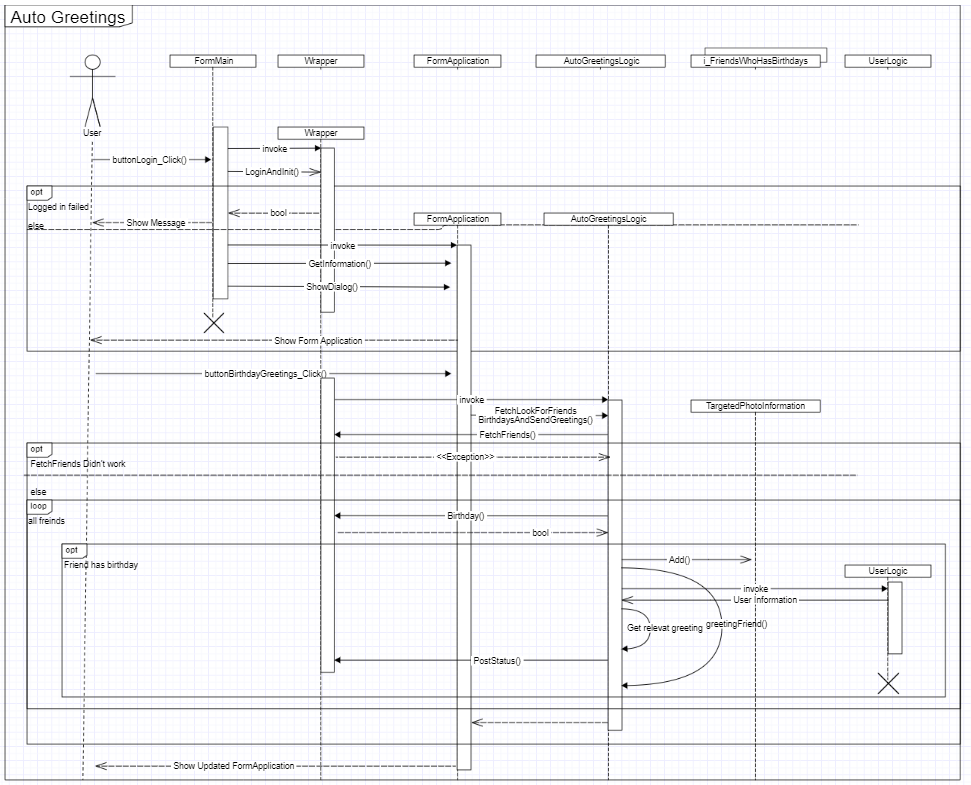 Auto Greetings
FormMain
Wrapper
FormApplication
AutoGreetingsLogic
i_FriendsWhoHasBirthdays
UserLogic
User
Wrapper
invoke
buttonLogin_Click()
LoginAndInit()
opt
Logged in failed
bool
Show Message
else
FormApplication
AutoGreetingsLogic
invoke
GetInformation()
ShowDialog()
Show Form Application
buttonBirthdayGreetings_Click()
invoke
TargetedPhotoInformation
FetchLookForFriends
BirthdaysAndSendGreetings()
FetchFriends()
opt
<<Exception>>
FetchFriends Didn't work
else
loop
all freinds
Birthday()
bool
opt
Friend has birthday
Add()
UserLogic
invoke
User Information
Get relevat greeting
greetingFriend()
PostStatus()
Show Updated FormApplication